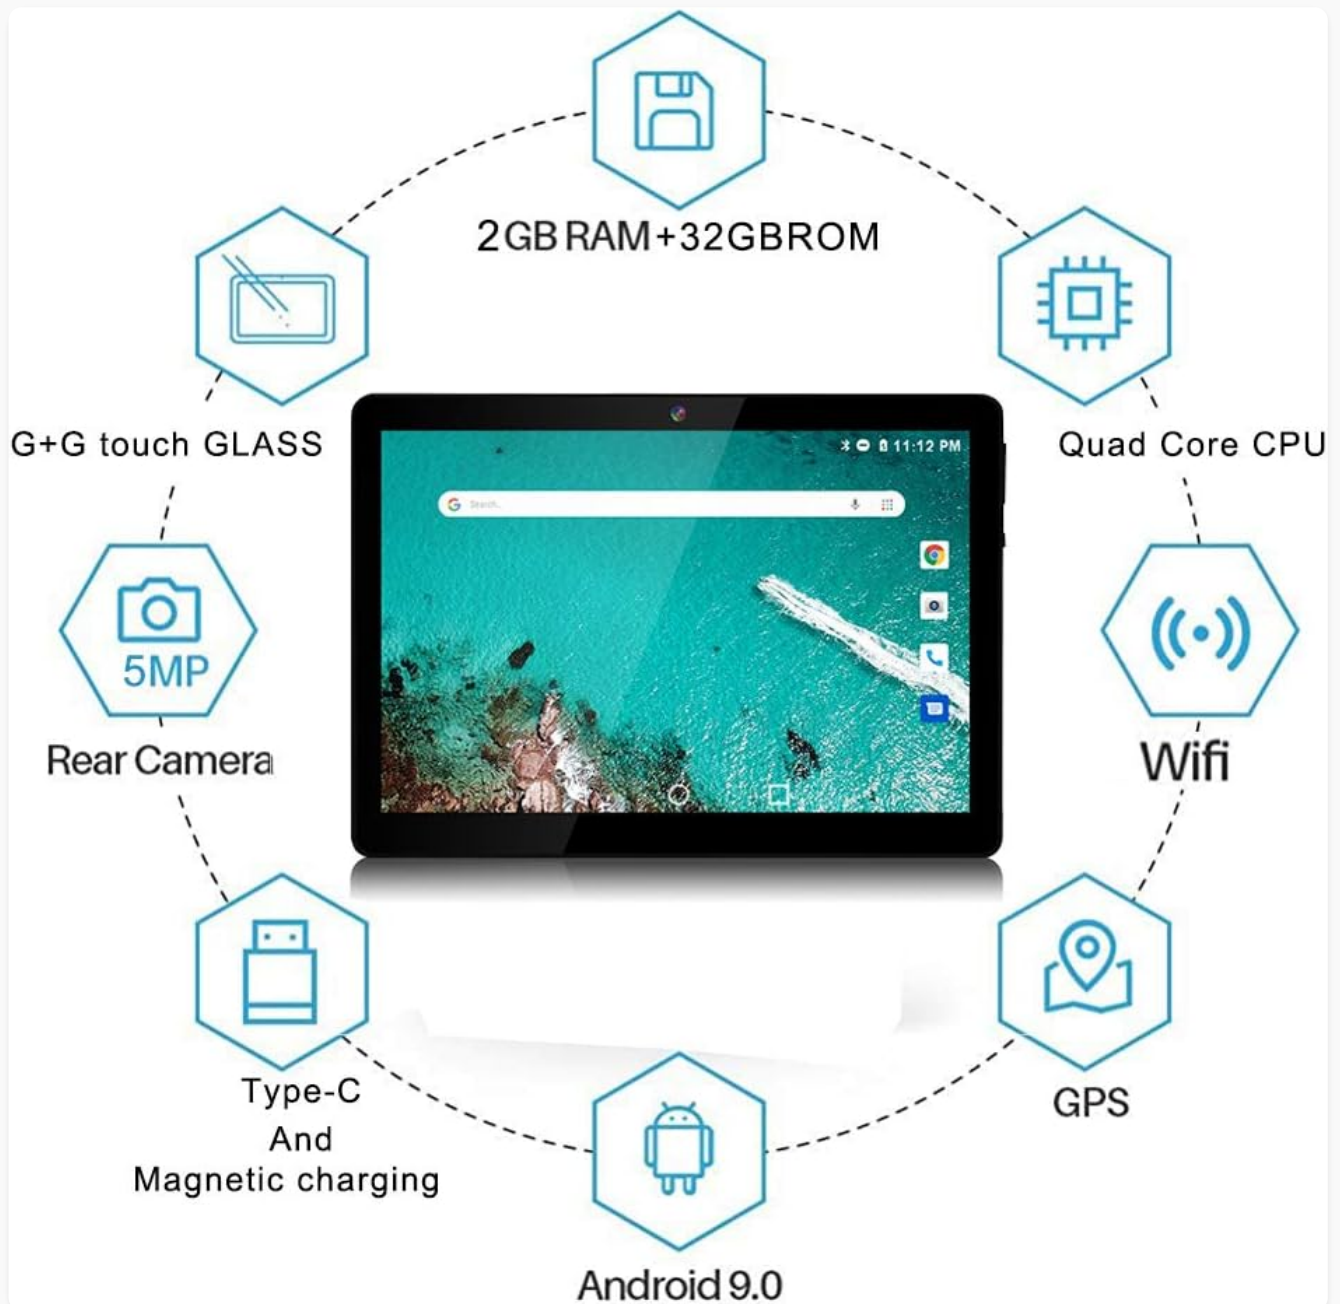 2GB RAM+32GBROM
G+G touch GLASS
Quad Core CPU
11:12 PM
G Search..
5MP
Rear Camera
Wifi
Type-C
And
Magnetic charging
GPS
Android 9.0